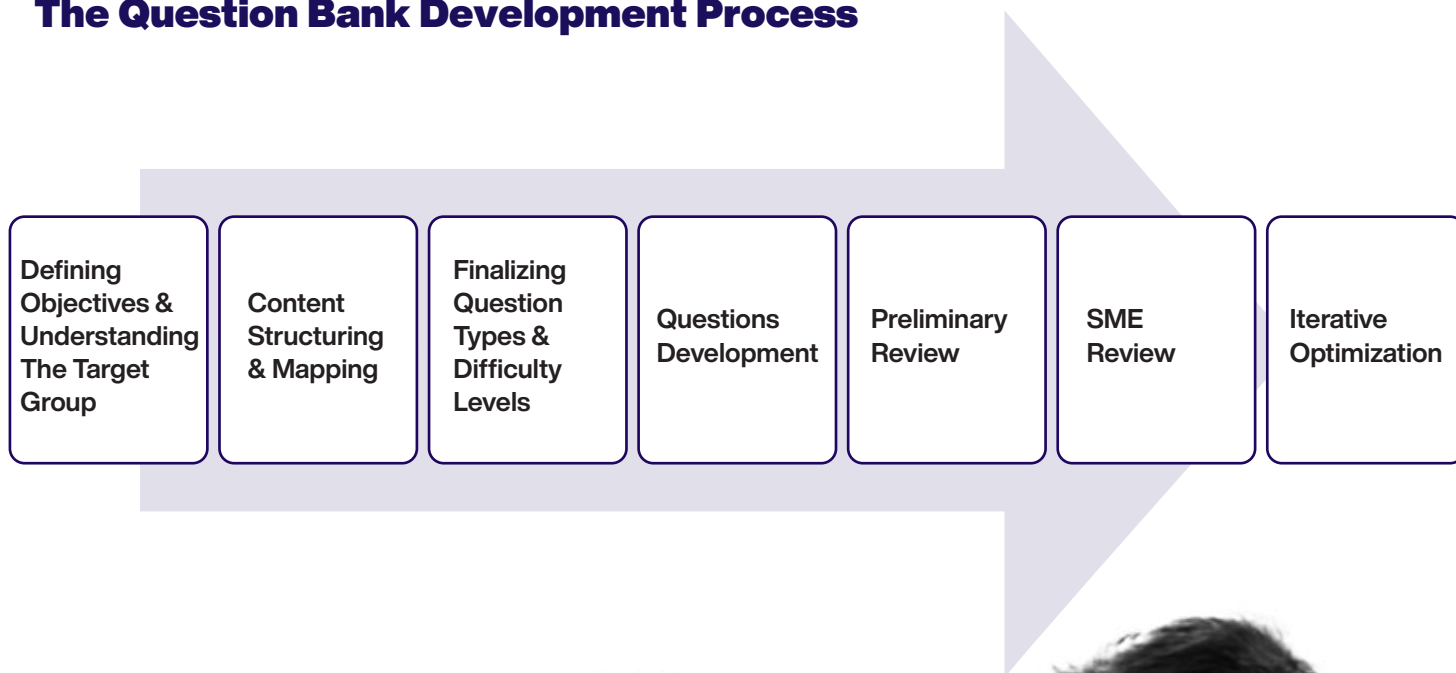 The Question Bank Development Process
Defining
Objectives &
Understanding
The Target
Group
Content
Structuring
& Mapping
Finalizing
Question
Types &
Difficulty
Levels
Questions
Development
Preliminary
Review
SME
Review
Iterative
Optimization